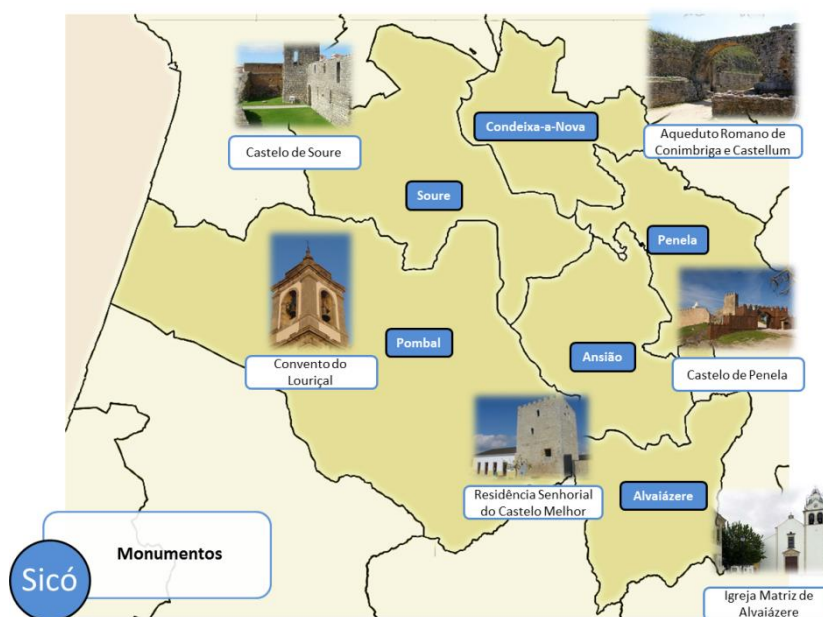 Condeixa-a-Nova
Castelo de Soure
Aqueduto Romano de
Conimbriga e Castellum
Soure
Penela
Pombal
Ansião
Convento do
Louriçal
Castelo de Penela
Residência Senhorial
do Castelo Melhor
Alvaiázere
Monumentos
Sicó
Igreja Matriz de
Alvaiázere